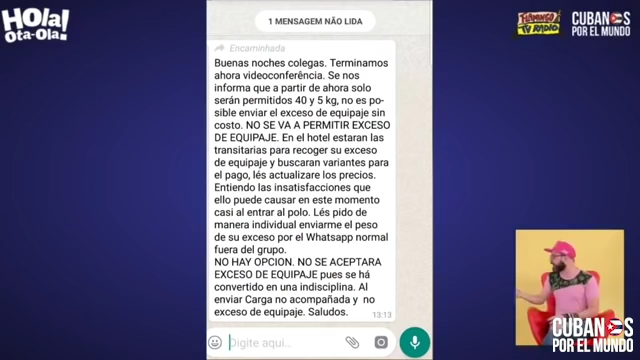 ¡Hola!
Ota-Ola!
FLAMINGO
TV RADIO
CUBANOS
POR EL MUNDO
1 MENSAGEM NÃO LIDA
Encaminhada
Buenas noches colegas. Terminamos
ahora videoconferência. Se nos
informa que a partir de ahora solo
serán permitidos 40 y 5 kg, no es po-
sible enviar el exceso de equipaje sin
costo. NO SE VA A PERMITIR EXCESO
DE EQUIPAJE. En el hotel estaran las
transitarias para recoger su exceso
de equipaje y buscaran variantes para
el pago, lés actualizare los precios.
Entiendo las insatisfacciones que
ello puede causar en este momento
casi al entrar al polo. Lés pido de
manera individual enviarme el peso
de su exceso por el Whatsapp normal
fuera del grupo.
NO HAY OPCION. NO SE ACEPTARA
EXCESO DE EQUIPAJE pues se há
convertido en una indisciplina. Al
enviar Carga no acompañada y no
exceso de equipaje. Saludos.
13:13
Digite aqui...
CUBANOS
POR EL MUNDO